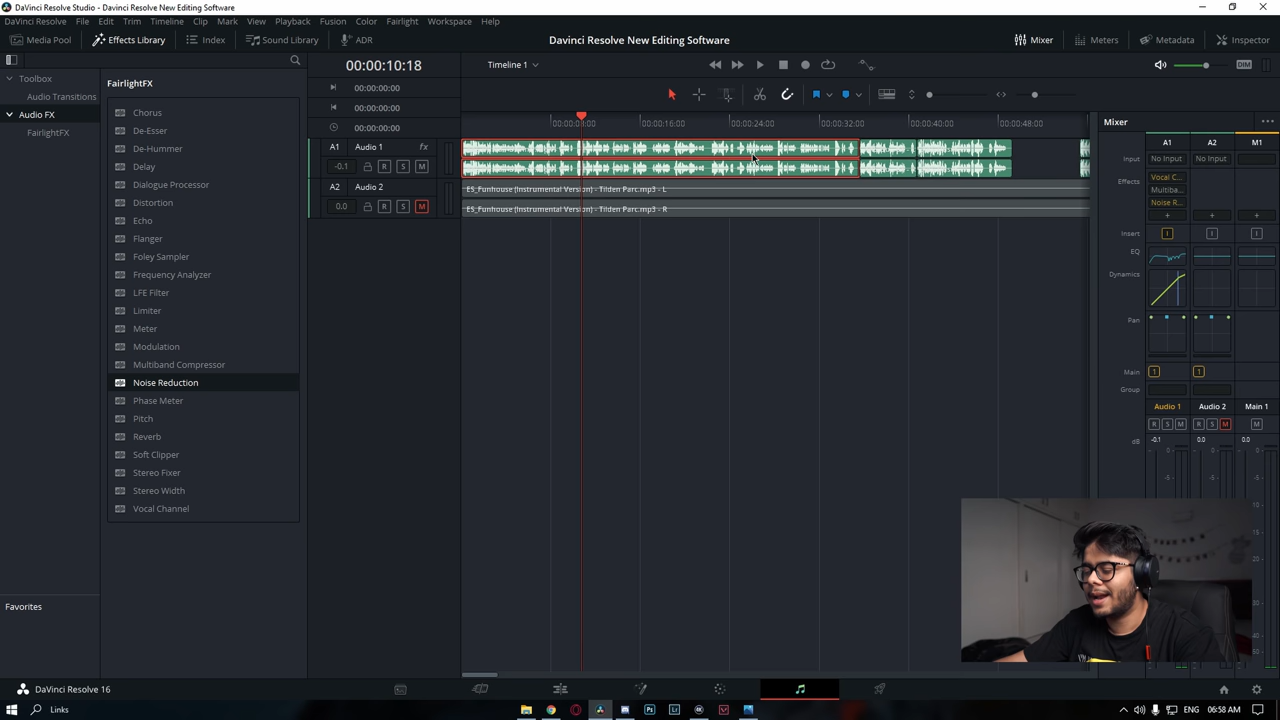 DaVinci Resolve Studio - Davinci Resolve New Editing Software
DaVinci Resolve File Edit Trim Timeline Clip Mark View Playback Fusion Color Fairlight Workspace Help
Media Pool Effects Library Index Sound Library ADR Davinci Resolve New Editing Software Mixer Meters Metadata Inspector
Toolbox
Audio Transitions
Audio FX
FairlightFX
Favorites
FairlightFX
Chorus
De-Esser
De-Hummer
Delay
Dialogue Processor
Distortion
Echo
Flanger
Foley Sampler
Frequency Analyzer
LFE Filter
Limiter
Meter
Modulation
Multiband Compressor
Noise Reduction
Phase Meter
Pitch
Reverb
Soft Clipper
Stereo Fixer
Stereo Width
Vocal Channel
00:00:10:18 Timeline 1 DIM
00:00:00:00
00:00:00:00
00:00:00:00
00:00:16:00 00:00:24:00 00:00:32:00 00:00:40:00 00:00:48:00
A1 Audio 1 fx
-0.1 R S M
A2 Audio 2
0.0 R S M
ES_Funhouse (Instrumental Version) - Tilden Parc.mp3 - L
ES_Funhouse (Instrumental Version) - Tilden Parc.mp3 - R
Mixer
A1 A2 M1
Input No Input No Input
Effects Vocal C...
Multiba...
Noise R...
+ + +
Insert I I I
EQ
Dynamics
Pan
Main 1 1
Group
Audio 1 Audio 2 Main 1
R S M R S M M
dB -0.1 0.0 0.0
DaVinci Resolve 16
Links ENG 06:58 AM